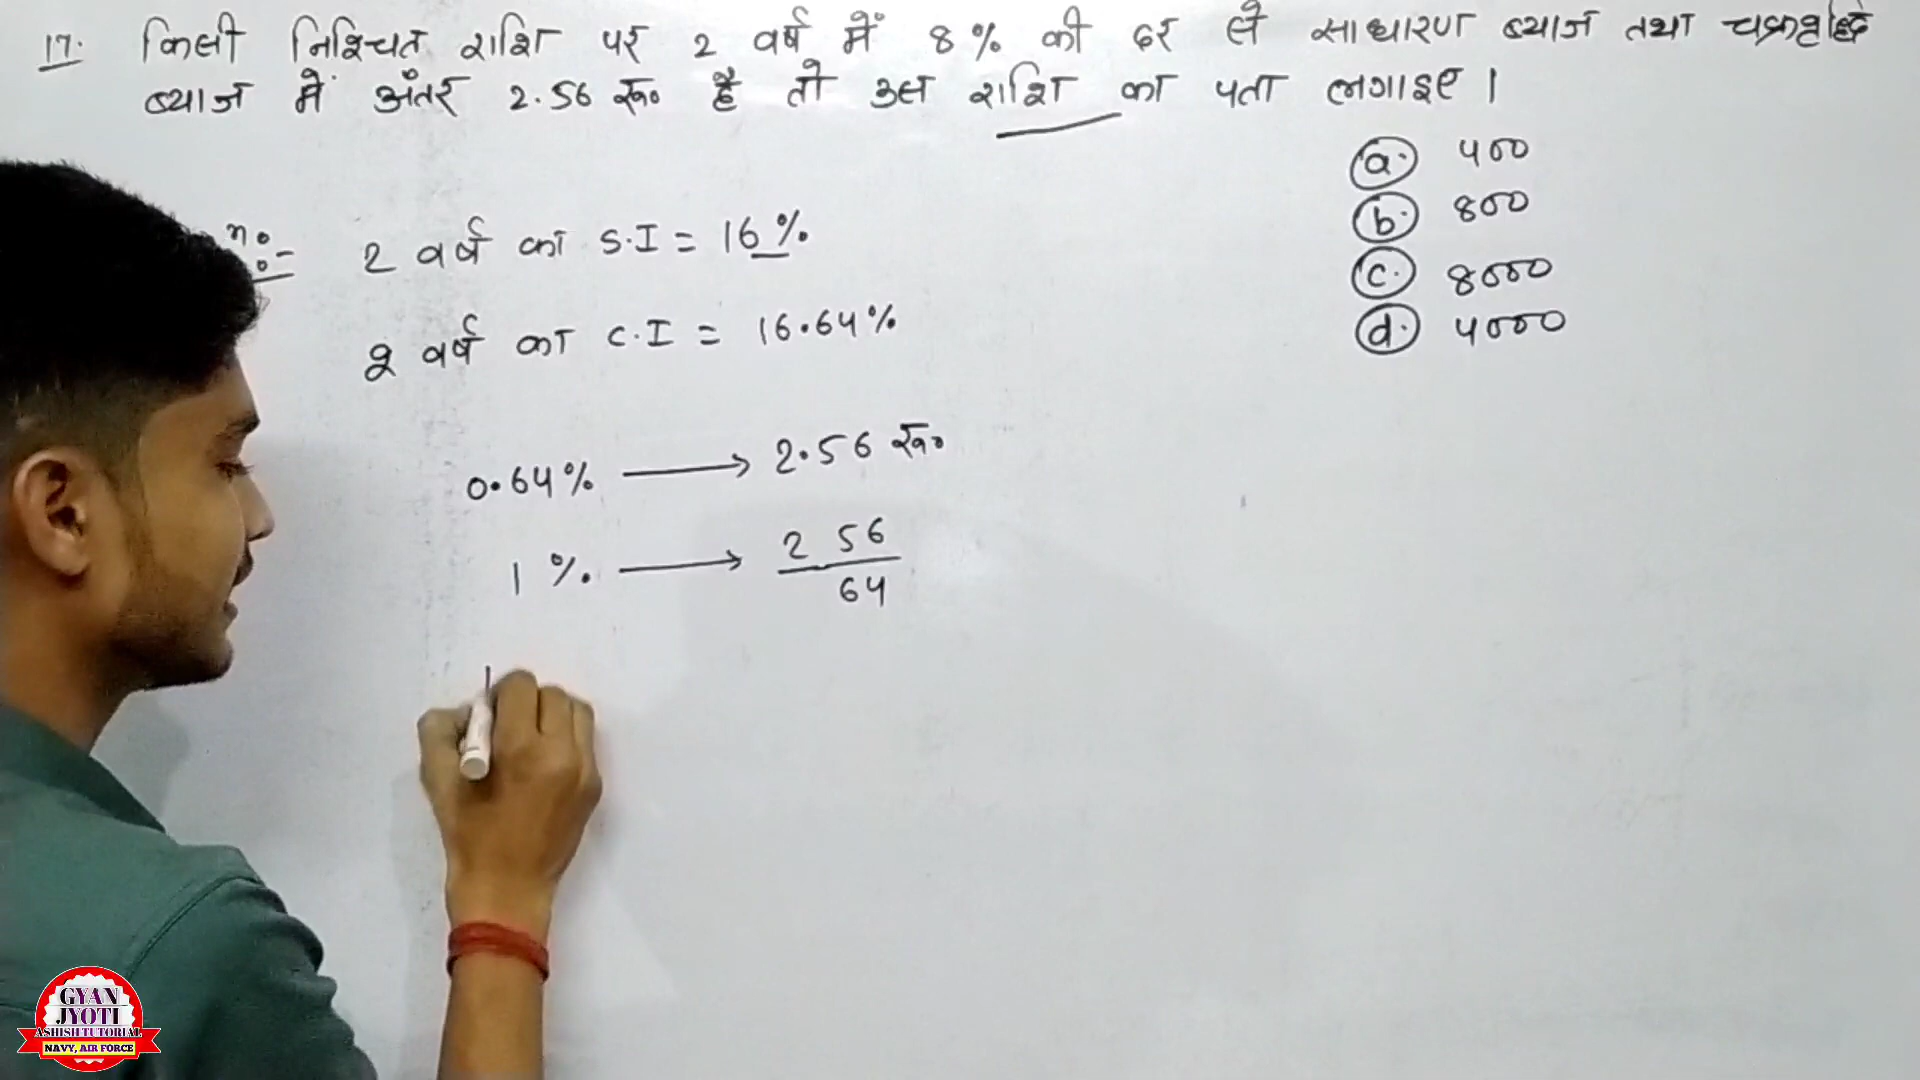 17. किसी निश्चित राशि पर 2 वर्ष में 8% की दर से साधारण ब्याज तथा चक्रवृद्धि
ब्याज में अंतर 2.56 रू० है तो उस राशि का पता लगाइए।
a. 400
b. 800
c. 8000
d. 4000
2 वर्ष का S.I = 16%
2 वर्ष का C.I = 16.64%
0.64% → 2.56 रू०
1% → 256
64
GYAN
JYOTI
ASHISH TUTORIAL
NAVY, AIR FORCE